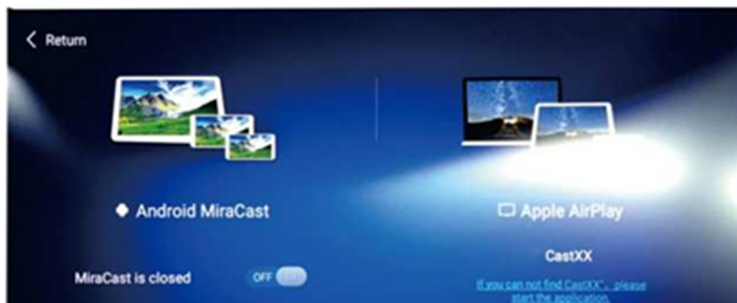 Return
Android MiraCast
Apple AirPlay
MiraCast is closed
OFF
CastXX
If you can not find CastXX"，please
start the application.